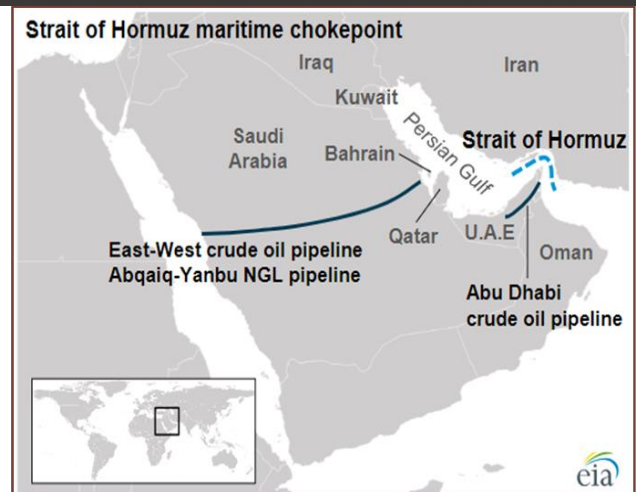 Strait of Hormuz maritime chokepoint
Iraq
Iran
Kuwait
Persian Gulf
Strait of Hormuz
Saudi
Arabia
Bahrain
Qatar
U.A.E
Oman
East-West crude oil pipeline
Abqaiq-Yanbu NGL pipeline
Abu Dhabi
crude oil pipeline
eia